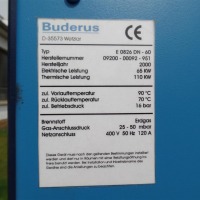 Buderus
D-35573 Wetzlar
Typ E 0826 DN - 60
Herstellernummer 09200 - 00092 - 951
Herstelljahr 2000
Elektrische Leistung 65 KW
Thermische Leistung 110 KW
zul. Vorlauftemperatur 90 °C
zul. Rücklauftemperatur 70 °C
zul. Betriebsdruck 16 bar
Brennstoff Erdgas
Gas-Anschlussdruck 25 - 50 mbar
Netzanschluss 400 V 50 Hz 120 A